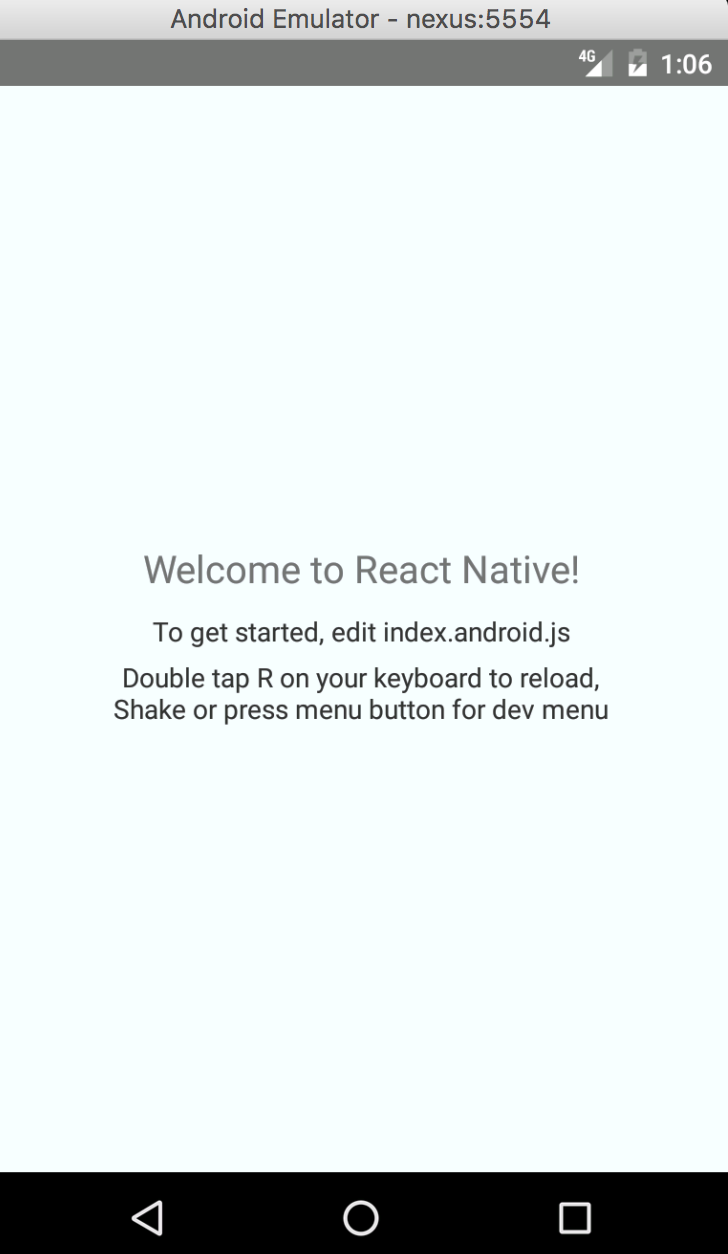 Android Emulator - nexus:5554
4G 1:06
Welcome to React Native!
To get started, edit index.android.js
Double tap R on your keyboard to reload,
Shake or press menu button for dev menu